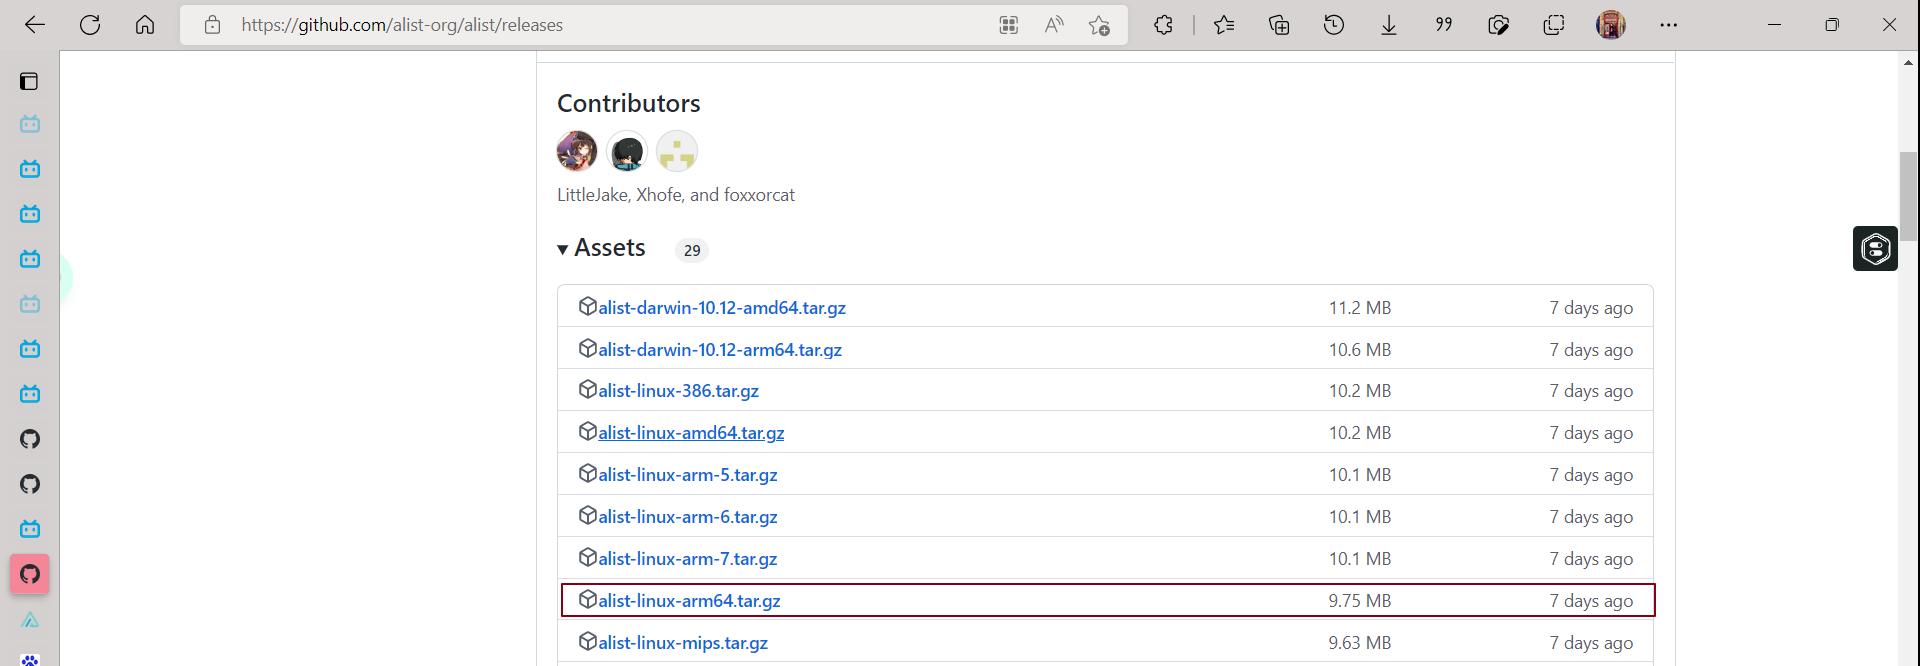 https://github.com/alist-org/alist/releases
Contributors
LittleJake, Xhofe, and foxxorcat
Assets 29
alist-darwin-10.12-amd64.tar.gz 11.2 MB 7 days ago
alist-darwin-10.12-arm64.tar.gz 10.6 MB 7 days ago
alist-linux-386.tar.gz 10.2 MB 7 days ago
alist-linux-amd64.tar.gz 10.2 MB 7 days ago
alist-linux-arm-5.tar.gz 10.1 MB 7 days ago
alist-linux-arm-6.tar.gz 10.1 MB 7 days ago
alist-linux-arm-7.tar.gz 10.1 MB 7 days ago
alist-linux-arm64.tar.gz 9.75 MB 7 days ago
alist-linux-mips.tar.gz 9.63 MB 7 days ago